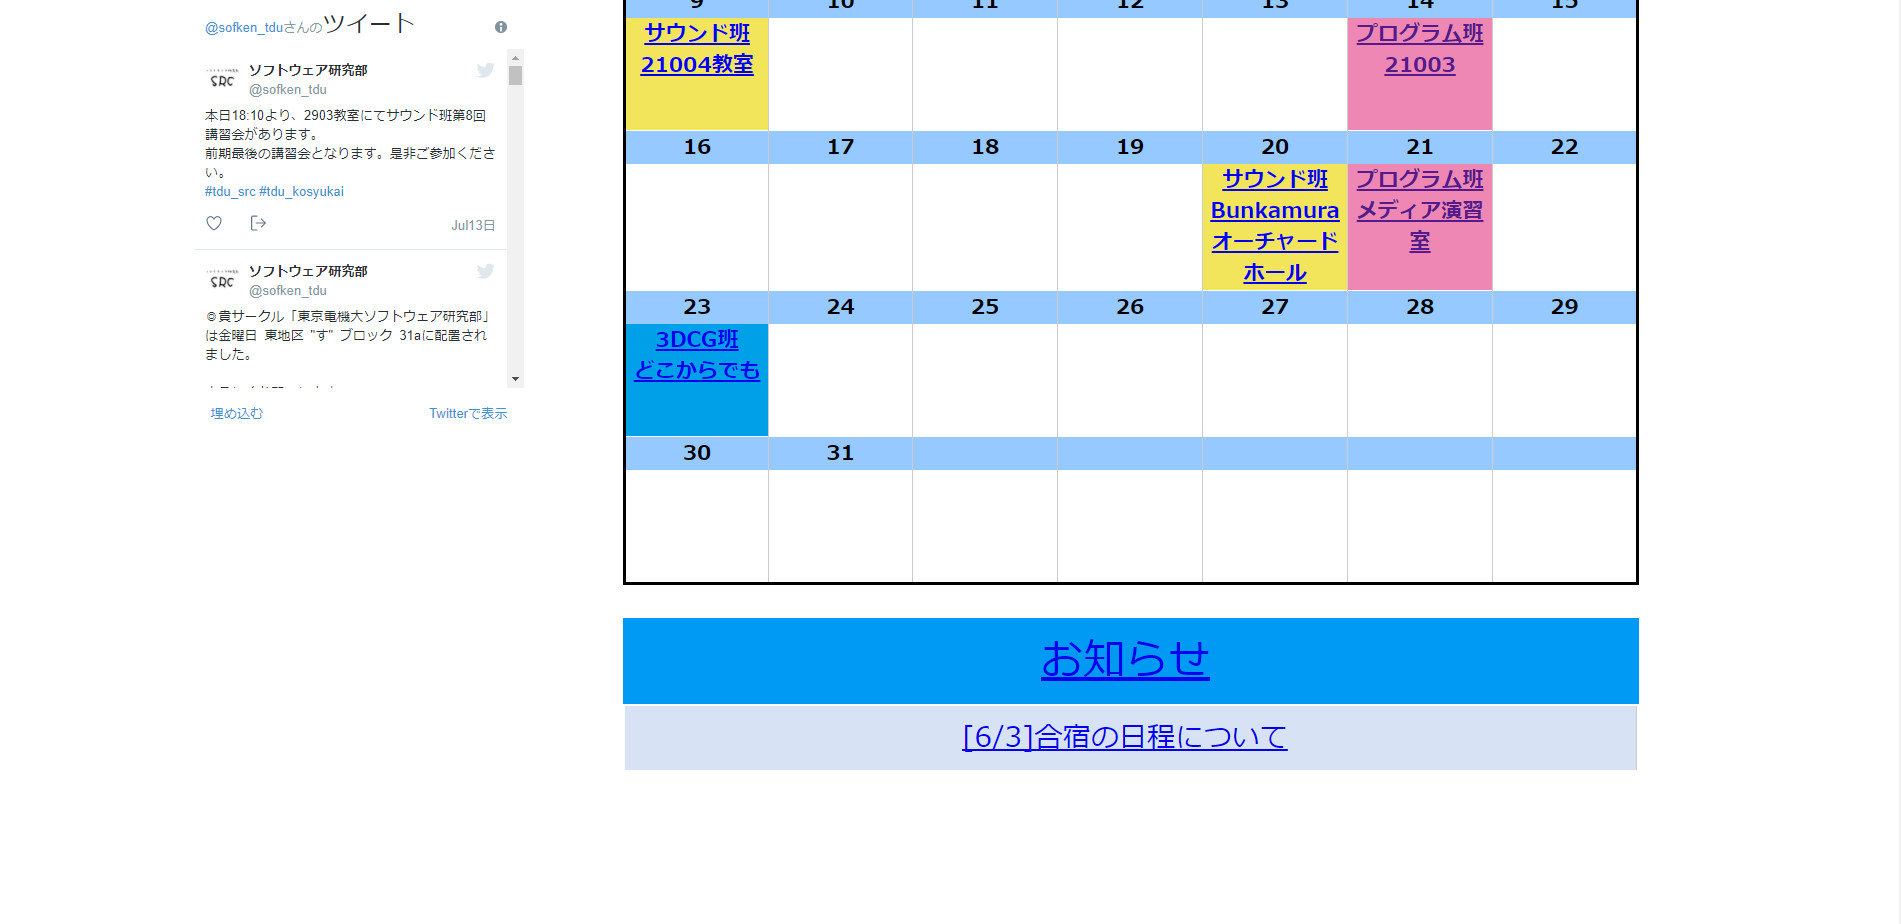 @sofken_tduさんのツイート
ソフトウェア研究部
@sofken_tdu
本日18:10より、2903教室にてサウンド班第8回
講習会があります。
前期最後の講習会となります。是非ご参加くださ
い。
#tdu_src #tdu_kosyukai
Jul13日
ソフトウェア研究部
@sofken_tdu
◎貴サークル「東京電機大ソフトウェア研究部」
は金曜日 東地区 "す" ブロック 31aに配置され
ました。
埋め込む Twitterで表示
9 10 11 12 13 14 15
サウンド班 プログラム班
21004教室 21003
16 17 18 19 20 21 22
サウンド班 プログラム班
Bunkamura メディア演習
オーチャード 室
ホール
23 24 25 26 27 28 29
3DCG班
どこからでも
30 31
お知らせ
[6/3]合宿の日程について